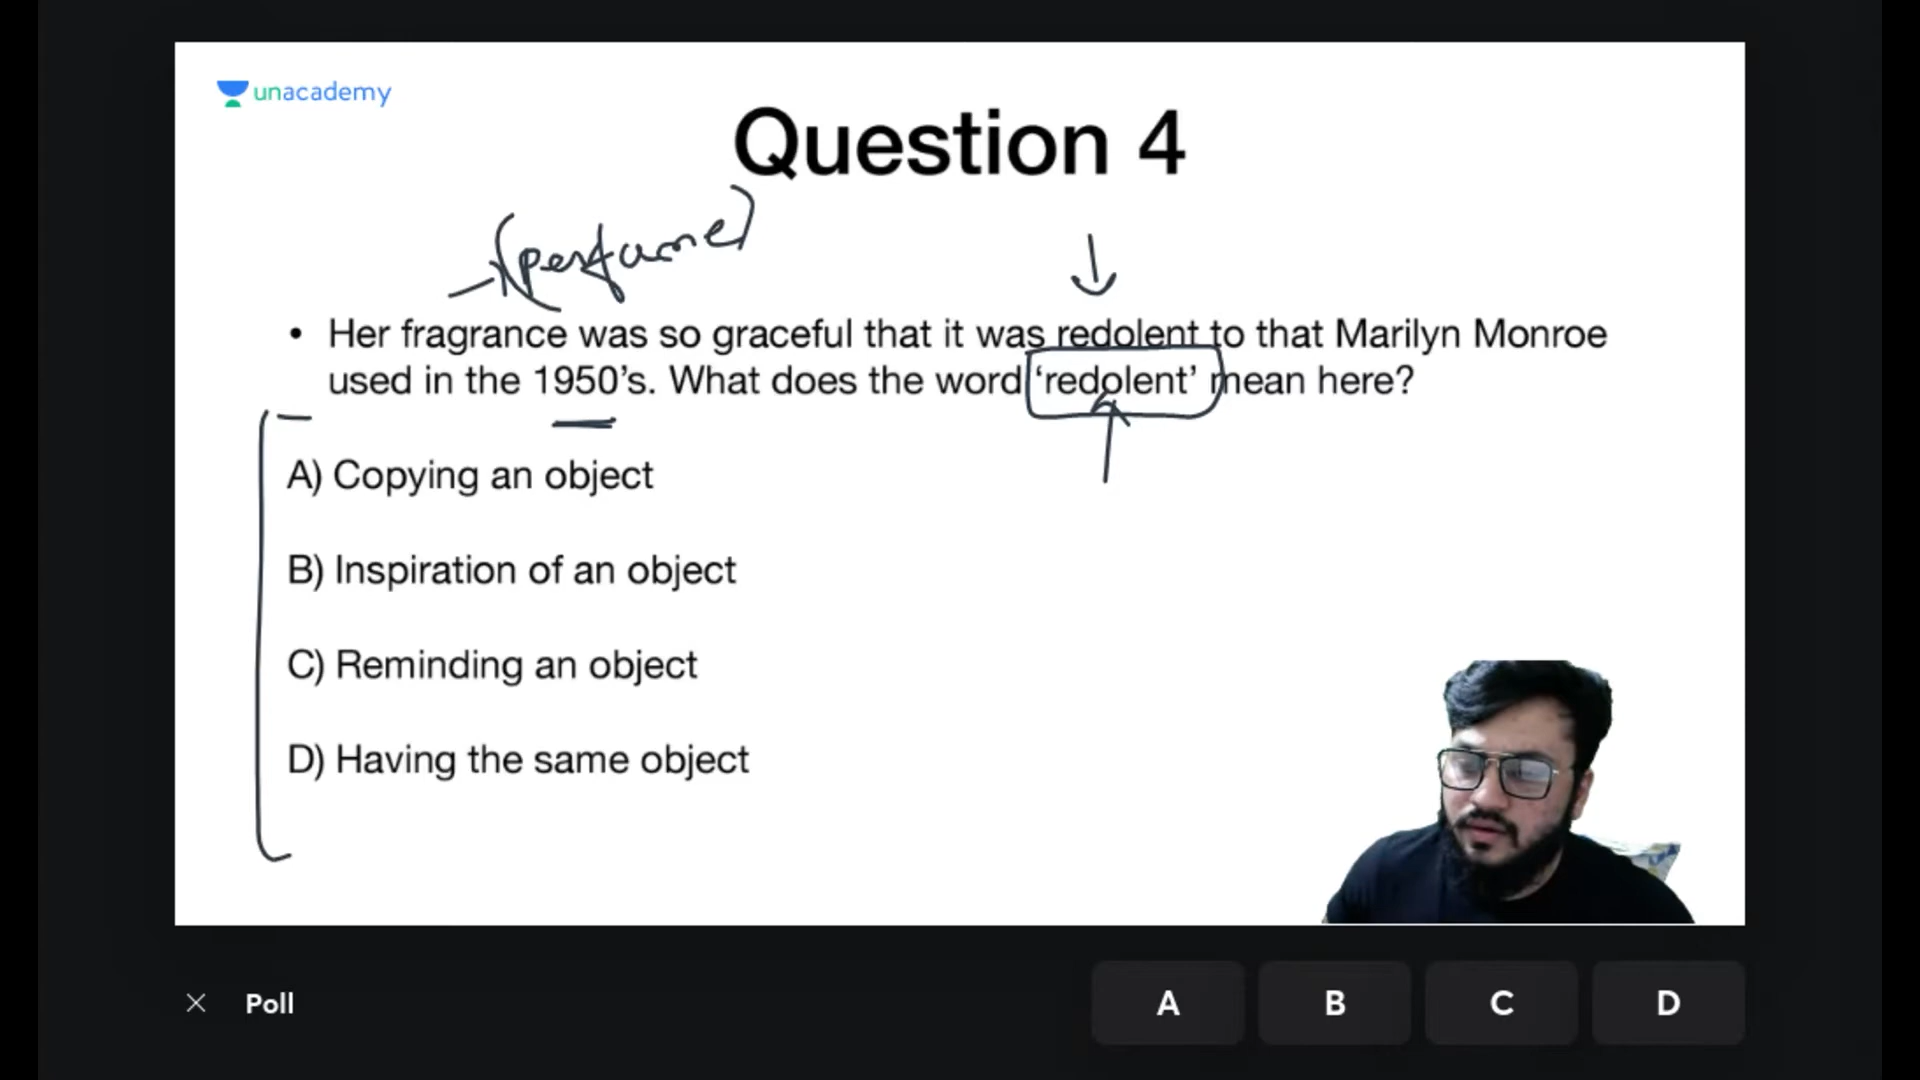 unacademy
Question 4
(perfume)
• Her fragrance was so graceful that it was redolent to that Marilyn Monroe
used in the 1950’s. What does the word ‘redolent’ mean here?
A) Copying an object
B) Inspiration of an object
C) Reminding an object
D) Having the same object
Poll
A B C D